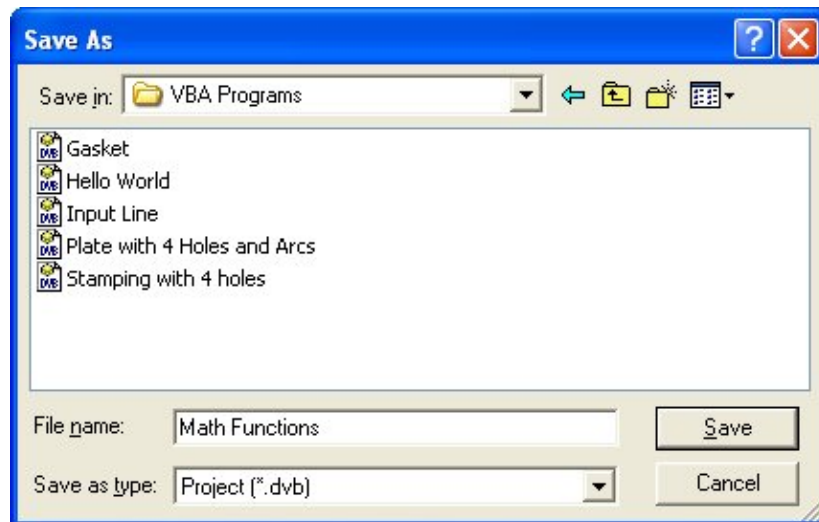 Save As
Save in: VBA Programs
Gasket
Hello World
Input Line
Plate with 4 Holes and Arcs
Stamping with 4 holes
File name: Math Functions Save
Save as type: Project (*.dvb) Cancel